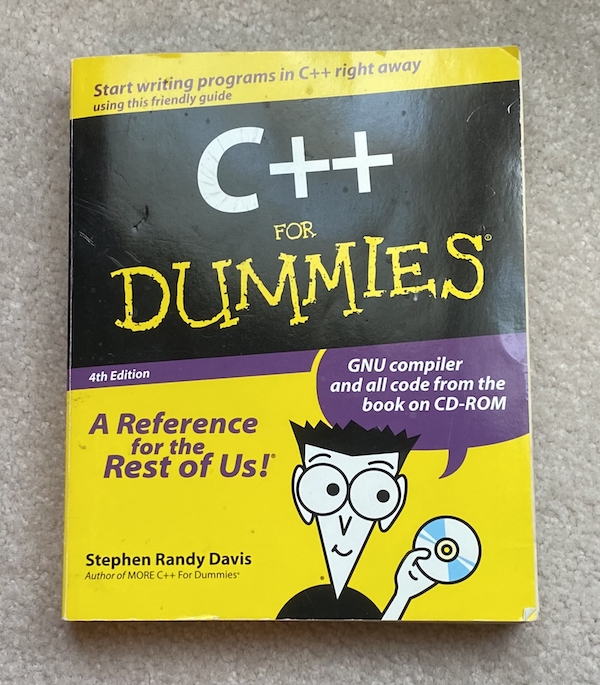 Start writing programs in C++ right away
using this friendly guide
C++
FOR
DUMMIES®
4th Edition
GNU compiler
and all code from the
book on CD-ROM
A Reference
for the
Rest of Us!®
Stephen Randy Davis
Author of MORE C++ For Dummies®